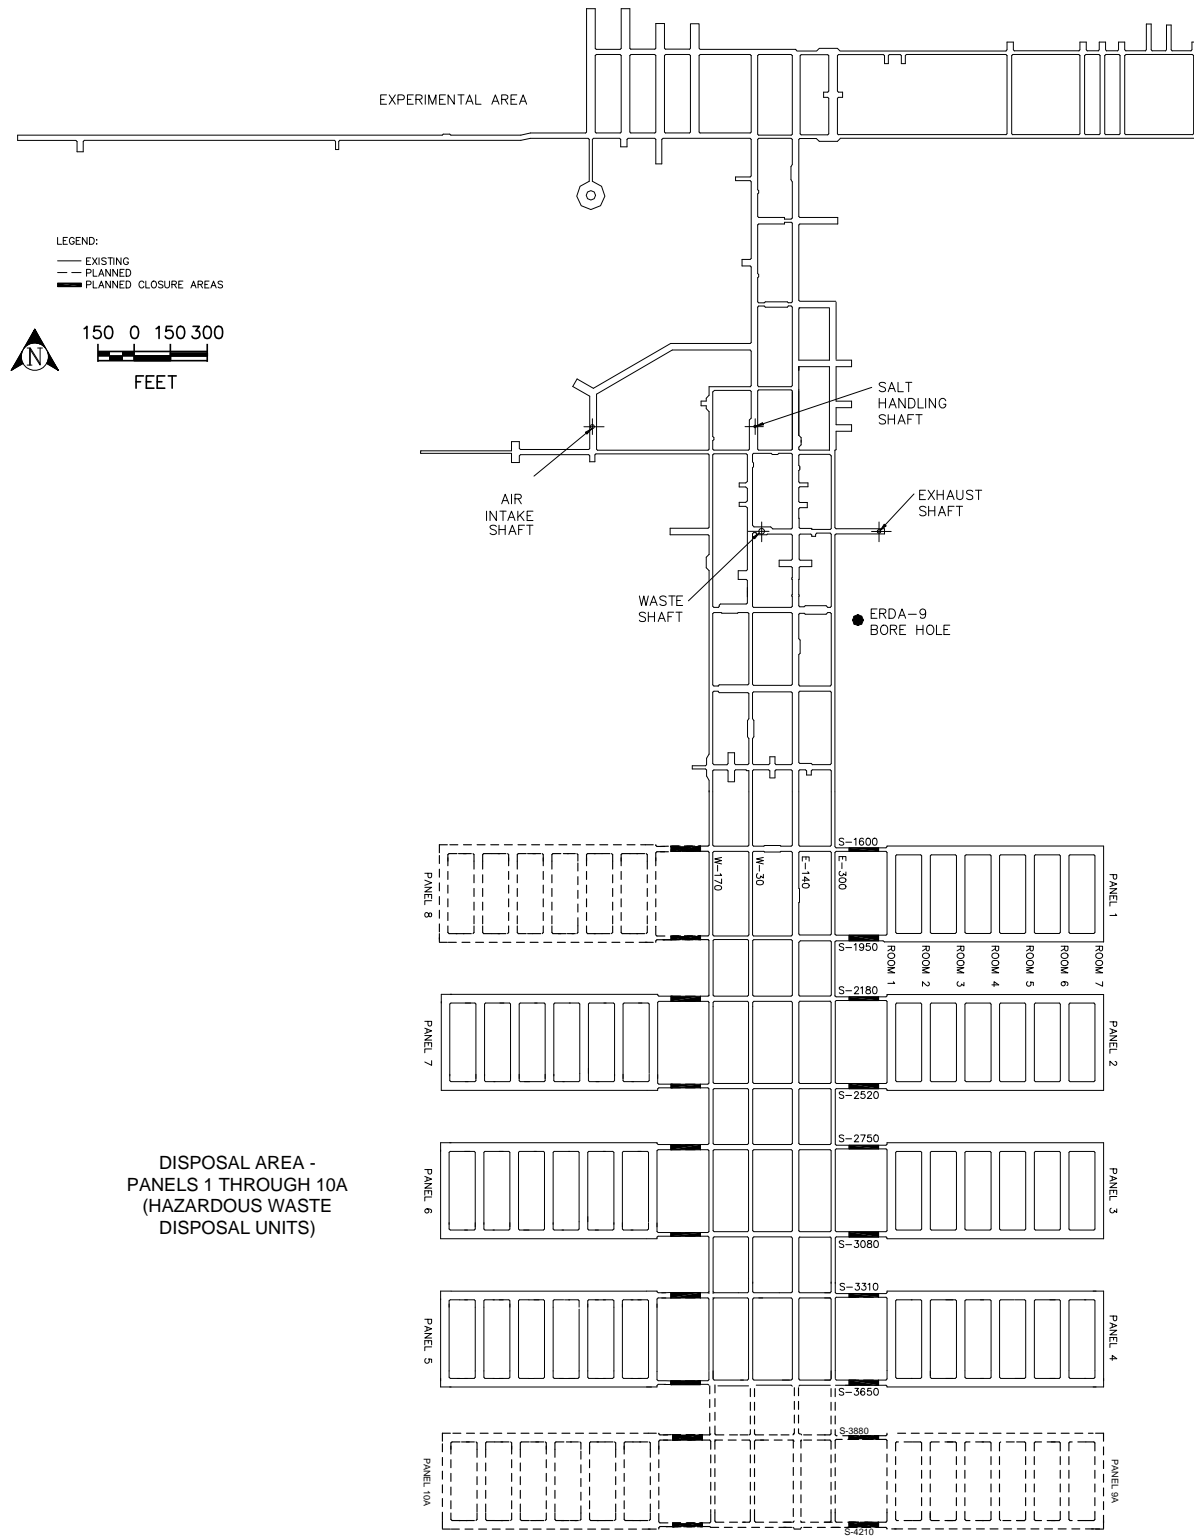 EXPERIMENTAL AREA
LEGEND:
EXISTING
PLANNED
PLANNED CLOSURE AREAS
N
150 0 150 300
FEET
SALT
HANDLING
SHAFT
AIR
INTAKE
SHAFT
EXHAUST
SHAFT
WASTE
SHAFT
ERDA-9
BORE HOLE
S-1600
W-170
W-30
E-140
E-300
PANEL 8
PANEL 1
S-1950
ROOM 1
ROOM 2
ROOM 3
ROOM 4
ROOM 5
ROOM 6
ROOM 7
S-2180
PANEL 7
PANEL 2
S-2520
S-2750
DISPOSAL AREA -
PANELS 1 THROUGH 10A
(HAZARDOUS WASTE
DISPOSAL UNITS)
PANEL 6
PANEL 3
S-3080
S-3310
PANEL 5
PANEL 4
S-3650
S-3880
PANEL 10A
PANEL 9A
S-4210